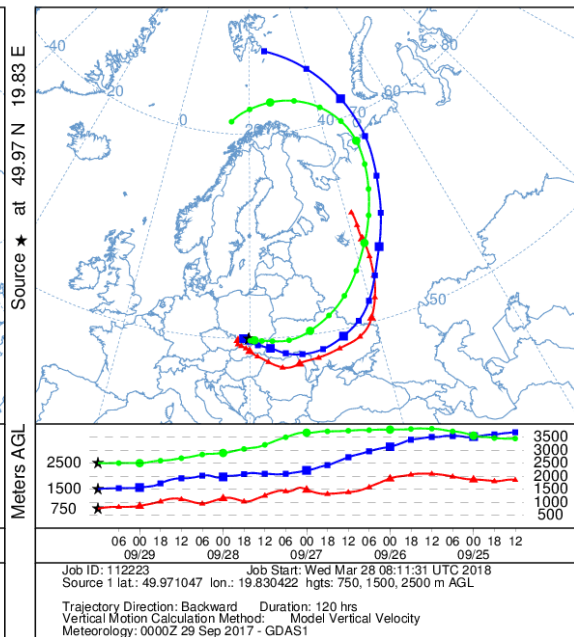 -40
-20
0
20
40
60
70
80
50
Source ★ at 49.97 N 19.83 E
Meters AGL
2500
1500
750
3500
3000
2500
2000
1500
1000
500
06 00 18 12 06 00 18 12 06 00 18 12 06 00 18 12 06 00 18 12
09/29 09/28 09/27 09/26 09/25
Job ID: 112223 Job Start: Wed Mar 28 08:11:31 UTC 2018
Source 1 lat.: 49.971047 lon.: 19.830422 hgts: 750, 1500, 2500 m AGL
Trajectory Direction: Backward Duration: 120 hrs
Vertical Motion Calculation Method: Model Vertical Velocity
Meteorology: 0000Z 29 Sep 2017 - GDAS1